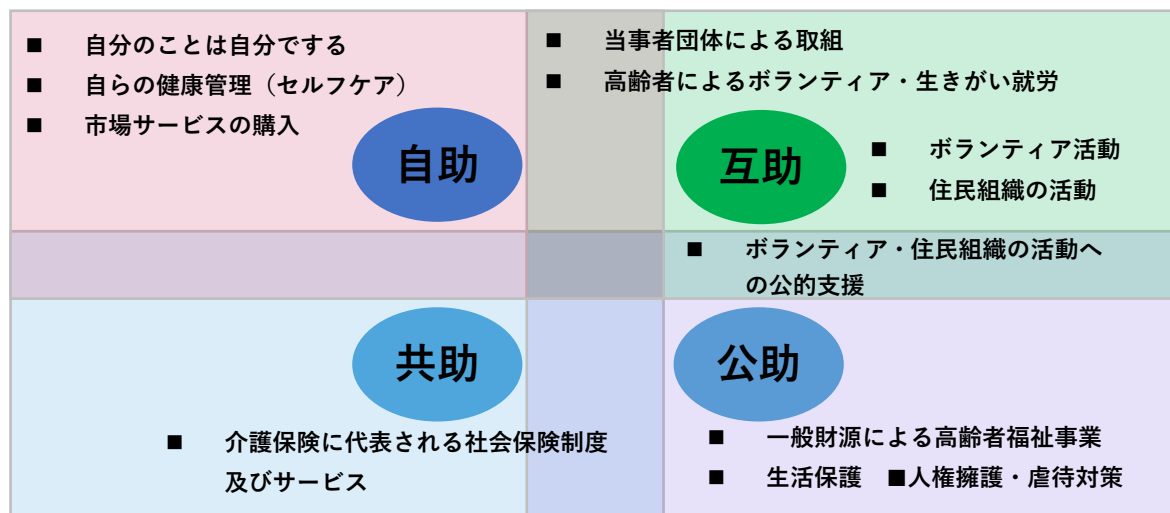 ■ 自分のことは自分でする
■ 自らの健康管理（セルフケア）
■ 市場サービスの購入
自助
■ 当事者団体による取組
■ 高齢者によるボランティア・生きがい就労
互助
■ ボランティア活動
■ 住民組織の活動
■ ボランティア・住民組織の活動へ
の公的支援
共助
■ 介護保険に代表される社会保険制度
及びサービス
公助
■ 一般財源による高齢者福祉事業
■ 生活保護 ■人権擁護・虐待対策